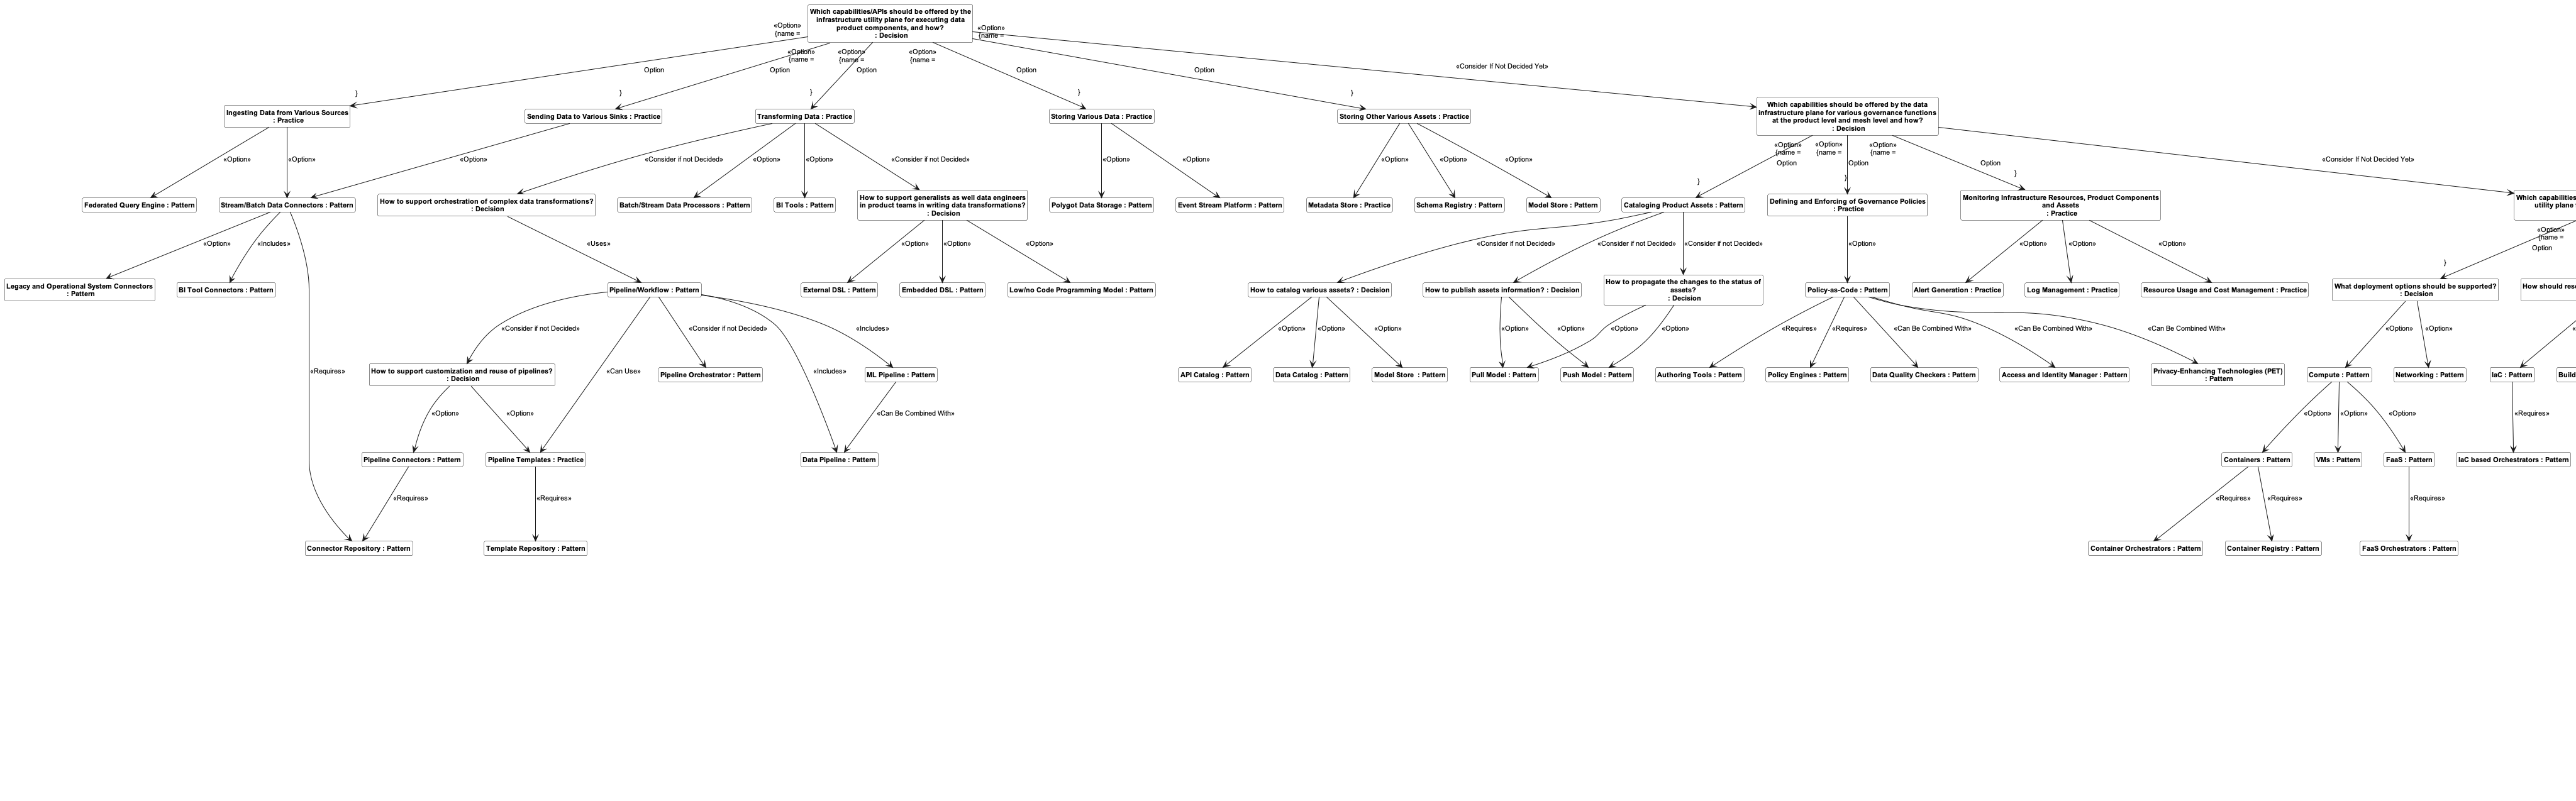 Which capabilities/APIs should be offered by the
infrastructure utility plane for executing data
product components, and how?
: Decision
«Option»
{name =
«Option»
{name =
«Option»
{name =
«Option»
{name =
«Option»
{name =
Option
Option
Option
Option
Option
«Consider If Not Decided Yet»
}
}
}
}
}
Ingesting Data from Various Sources
: Practice
Sending Data to Various Sinks : Practice
Transforming Data : Practice
Storing Various Data : Practice
Storing Other Various Assets : Practice
Which capabilities should be offered by the data
infrastructure plane for various governance functions
at the product level and mesh level and how?
: Decision
«Option»
{name =
«Option»
{name =
«Option»
{name =
«Option»
«Option»
«Option»
«Consider if not Decided»
«Option»
«Option»
«Consider if not Decided»
«Option»
«Option»
«Option»
«Option»
«Option»
Option
Option
Option
«Consider If Not Decided Yet»
}
}
}
Federated Query Engine : Pattern
Stream/Batch Data Connectors : Pattern
How to support orchestration of complex data transformations?
: Decision
Batch/Stream Data Processors : Pattern
BI Tools : Pattern
How to support generalists as well data engineers
in product teams in writing data transformations?
: Decision
Polygot Data Storage : Pattern
Event Stream Platform : Pattern
Metadata Store : Practice
Schema Registry : Pattern
Model Store : Pattern
Cataloging Product Assets : Pattern
Defining and Enforcing of Governance Policies
: Practice
Monitoring Infrastructure Resources, Product Components
and Assets
: Practice
Which capabilities
utility plane
«Option»
{name =
«Option»
«Includes»
«Uses»
«Option»
«Option»
«Option»
«Consider if not Decided»
«Consider if not Decided»
«Consider if not Decided»
«Option»
«Option»
«Option»
«Option»
Option
}
Legacy and Operational System Connectors
: Pattern
BI Tool Connectors : Pattern
Pipeline/Workflow : Pattern
External DSL : Pattern
Embedded DSL : Pattern
Low/no Code Programming Model : Pattern
How to catalog various assets? : Decision
How to publish assets information? : Decision
How to propagate the changes to the status of
assets?
: Decision
Policy-as-Code : Pattern
Alert Generation : Practice
Log Management : Practice
Resource Usage and Cost Management : Practice
What deployment options should be supported?
: Decision
How should
«Consider if not Decided»
«Consider if not Decided»
«Includes»
«Option»
«Option»
«Option»
«Option»
«Option»
«Option»
«Option»
«Requires»
«Requires»
«Can Be Combined With»
«Can Be Combined With»
«Can Be Combined With»
«Option»
«Option»
«Requires»
How to support customization and reuse of pipelines?
: Decision
«Can Use»
Pipeline Orchestrator : Pattern
«Includes»
ML Pipeline : Pattern
API Catalog : Pattern
Data Catalog : Pattern
Model Store : Pattern
Pull Model : Pattern
Push Model : Pattern
Authoring Tools : Pattern
Policy Engines : Pattern
Data Quality Checkers : Pattern
Access and Identity Manager : Pattern
Privacy-Enhancing Technologies (PET)
: Pattern
Compute : Pattern
Networking : Pattern
IaC : Pattern
Build
«Option»
«Option»
«Can Be Combined With»
«Option»
«Option»
«Option»
«Requires»
Pipeline Connectors : Pattern
Pipeline Templates : Practice
Data Pipeline : Pattern
Containers : Pattern
VMs : Pattern
FaaS : Pattern
IaC based Orchestrators : Pattern
«Requires»
«Requires»
«Requires»
«Requires»
«Requires»
Connector Repository : Pattern
Template Repository : Pattern
Container Orchestrators : Pattern
Container Registry : Pattern
FaaS Orchestrators : Pattern